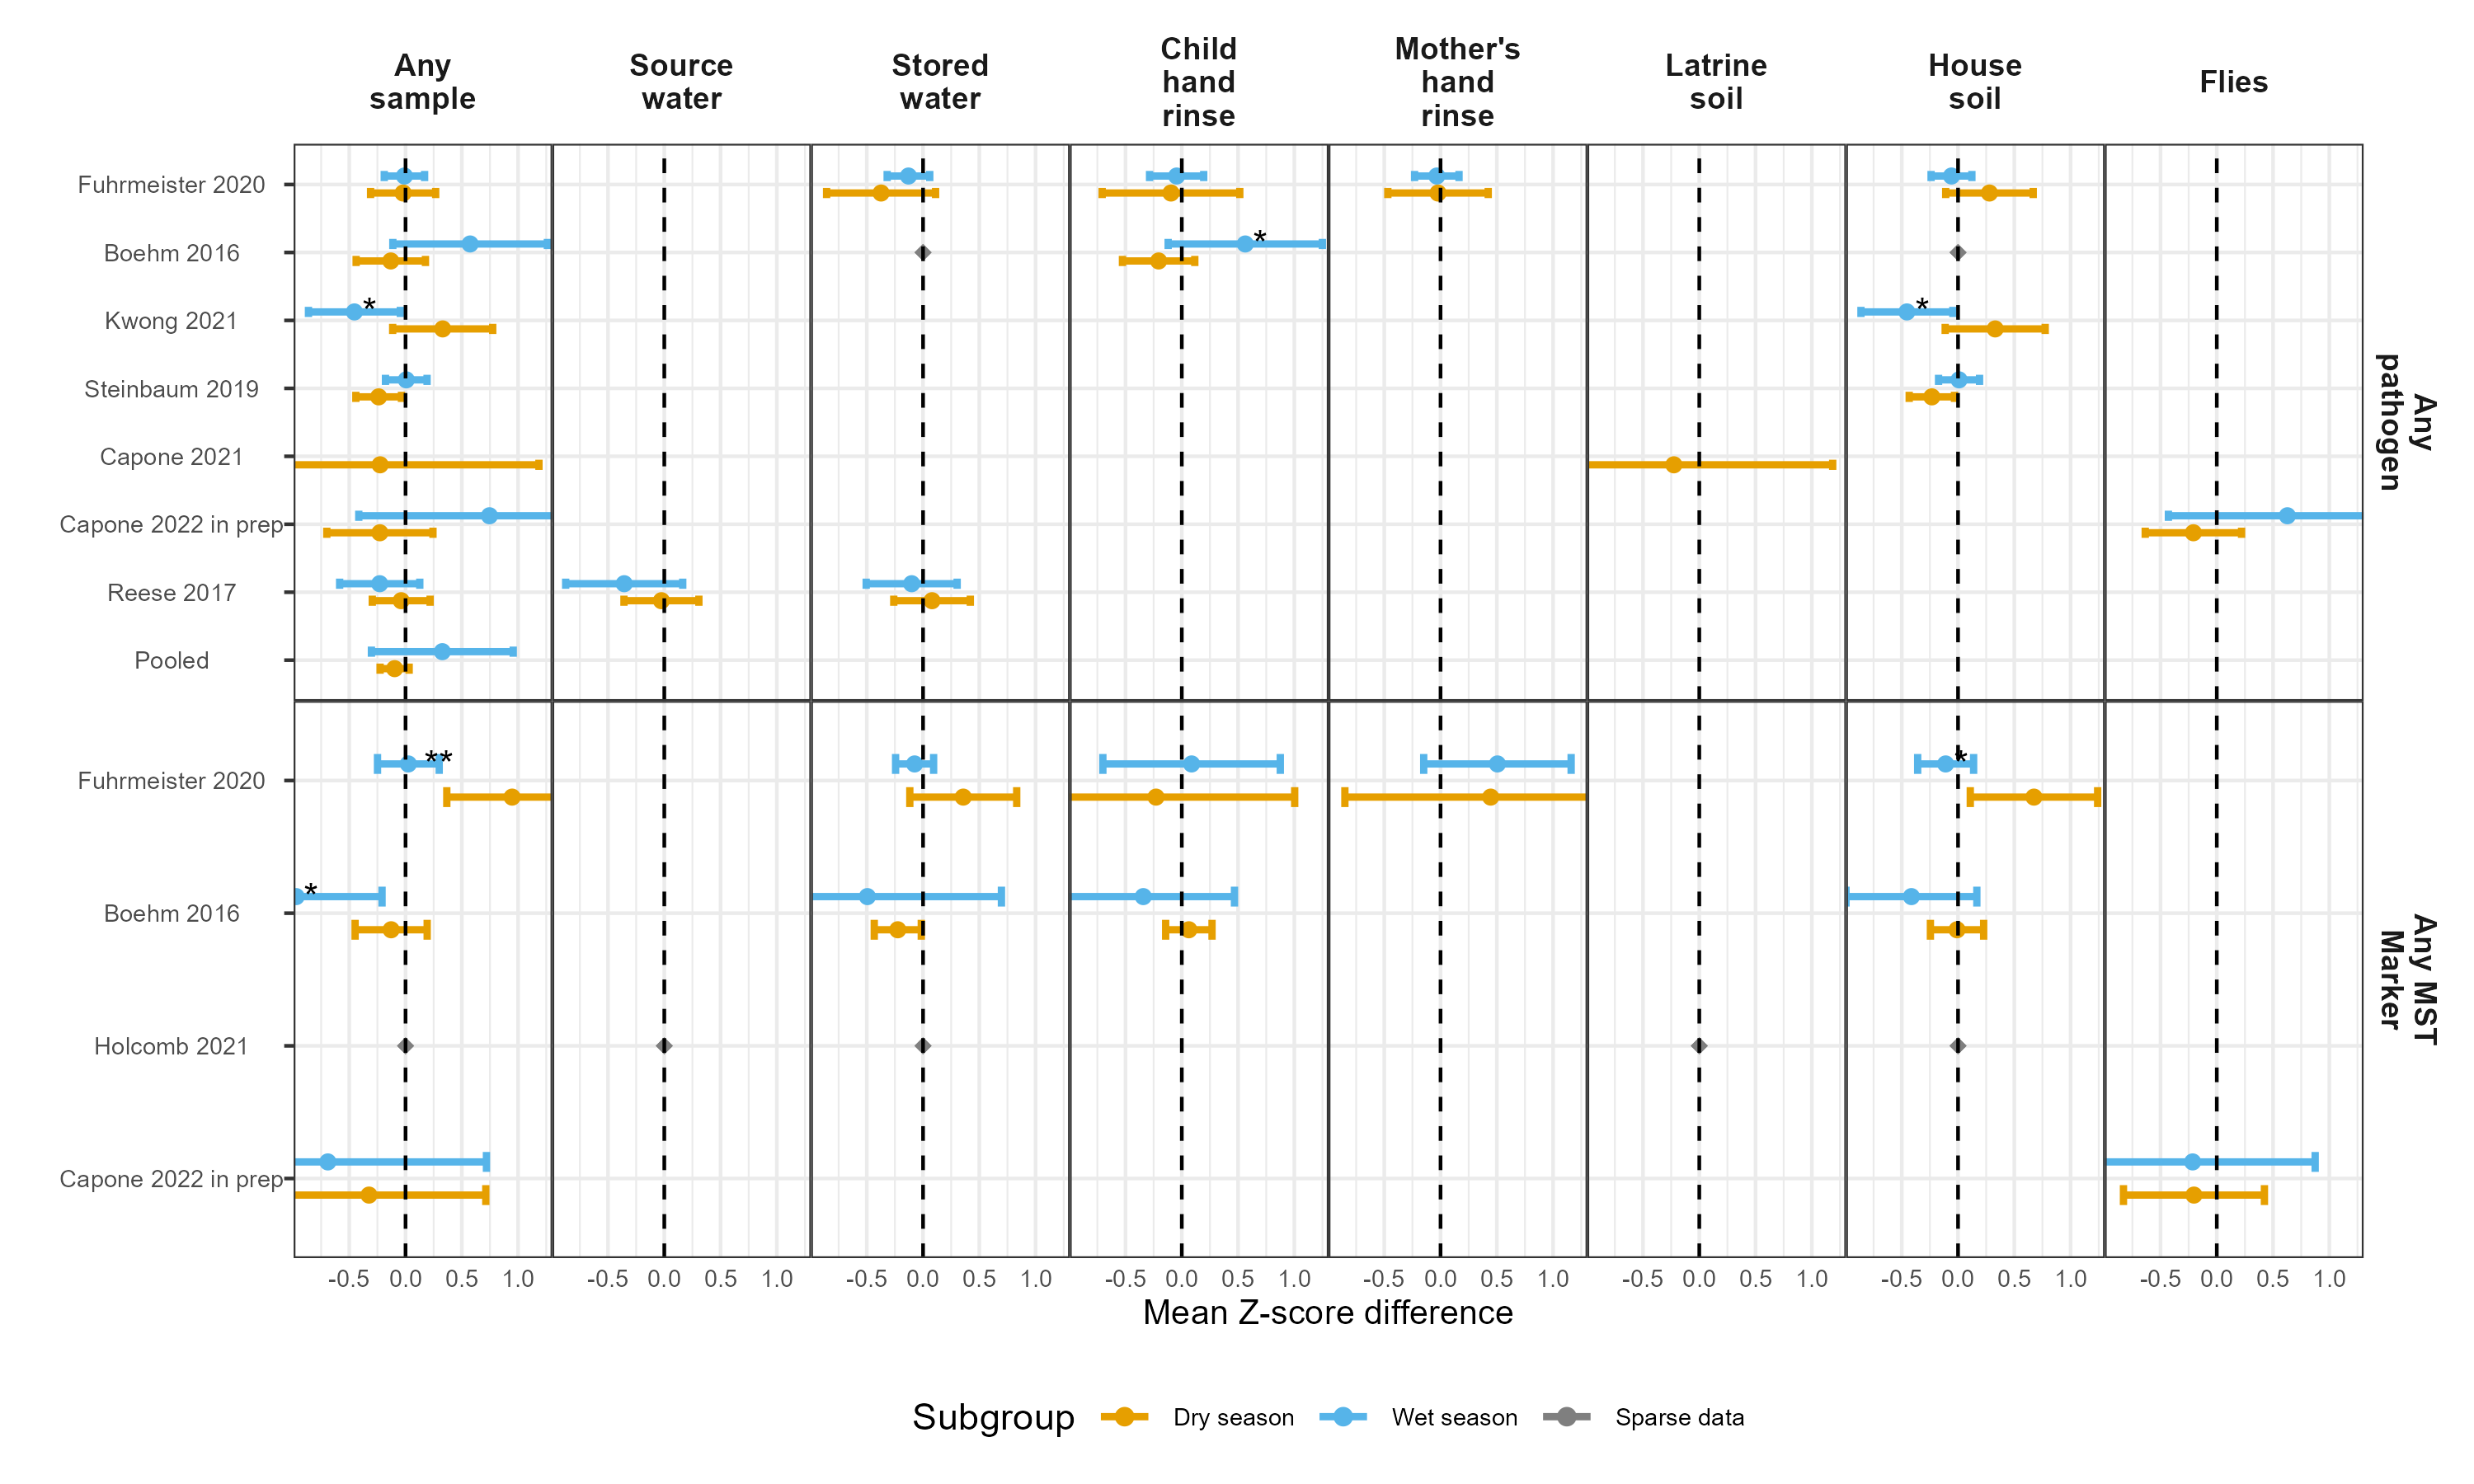 Any
sample
Source
water
Stored
water
Child
hand
rinse
Mother's
hand
rinse
Latrine
soil
House
soil
Flies
Fuhrmeister 2020
Boehm 2016
*
Kwong 2021
*
*
Steinbaum 2019
Capone 2021
Capone 2022 in prep
Reese 2017
Pooled
Any
pathogen
Fuhrmeister 2020
**
*
Boehm 2016
*
Holcomb 2021
Capone 2022 in prep
Any MST
Marker
-0.5 0.0 0.5 1.0 -0.5 0.0 0.5 1.0 -0.5 0.0 0.5 1.0 -0.5 0.0 0.5 1.0 -0.5 0.0 0.5 1.0 -0.5 0.0 0.5 1.0 -0.5 0.0 0.5 1.0 -0.5 0.0 0.5 1.0
Mean Z-score difference
Subgroup Dry season Wet season Sparse data